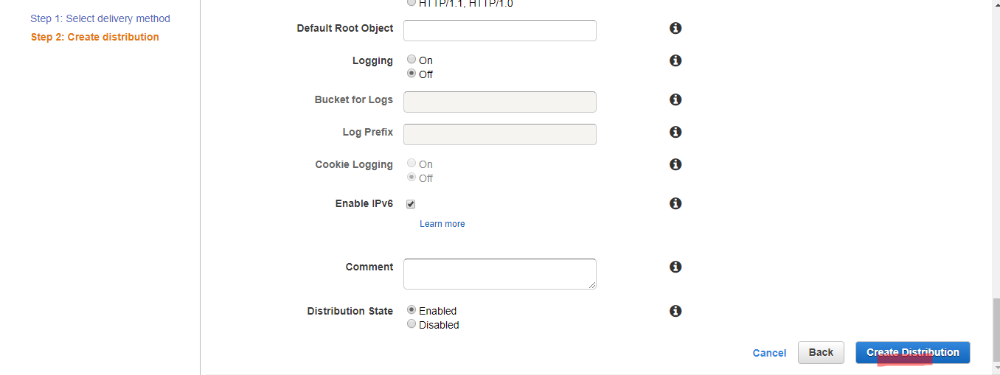 HTTP/1.1, HTTP/1.0
Step 1: Select delivery method
Step 2: Create distribution
Default Root Object
Logging
On
Off
Bucket for Logs
Log Prefix
Cookie Logging
On
Off
Enable IPv6
Learn more
Comment
Distribution State
Enabled
Disabled
Cancel
Back
Create Distribution